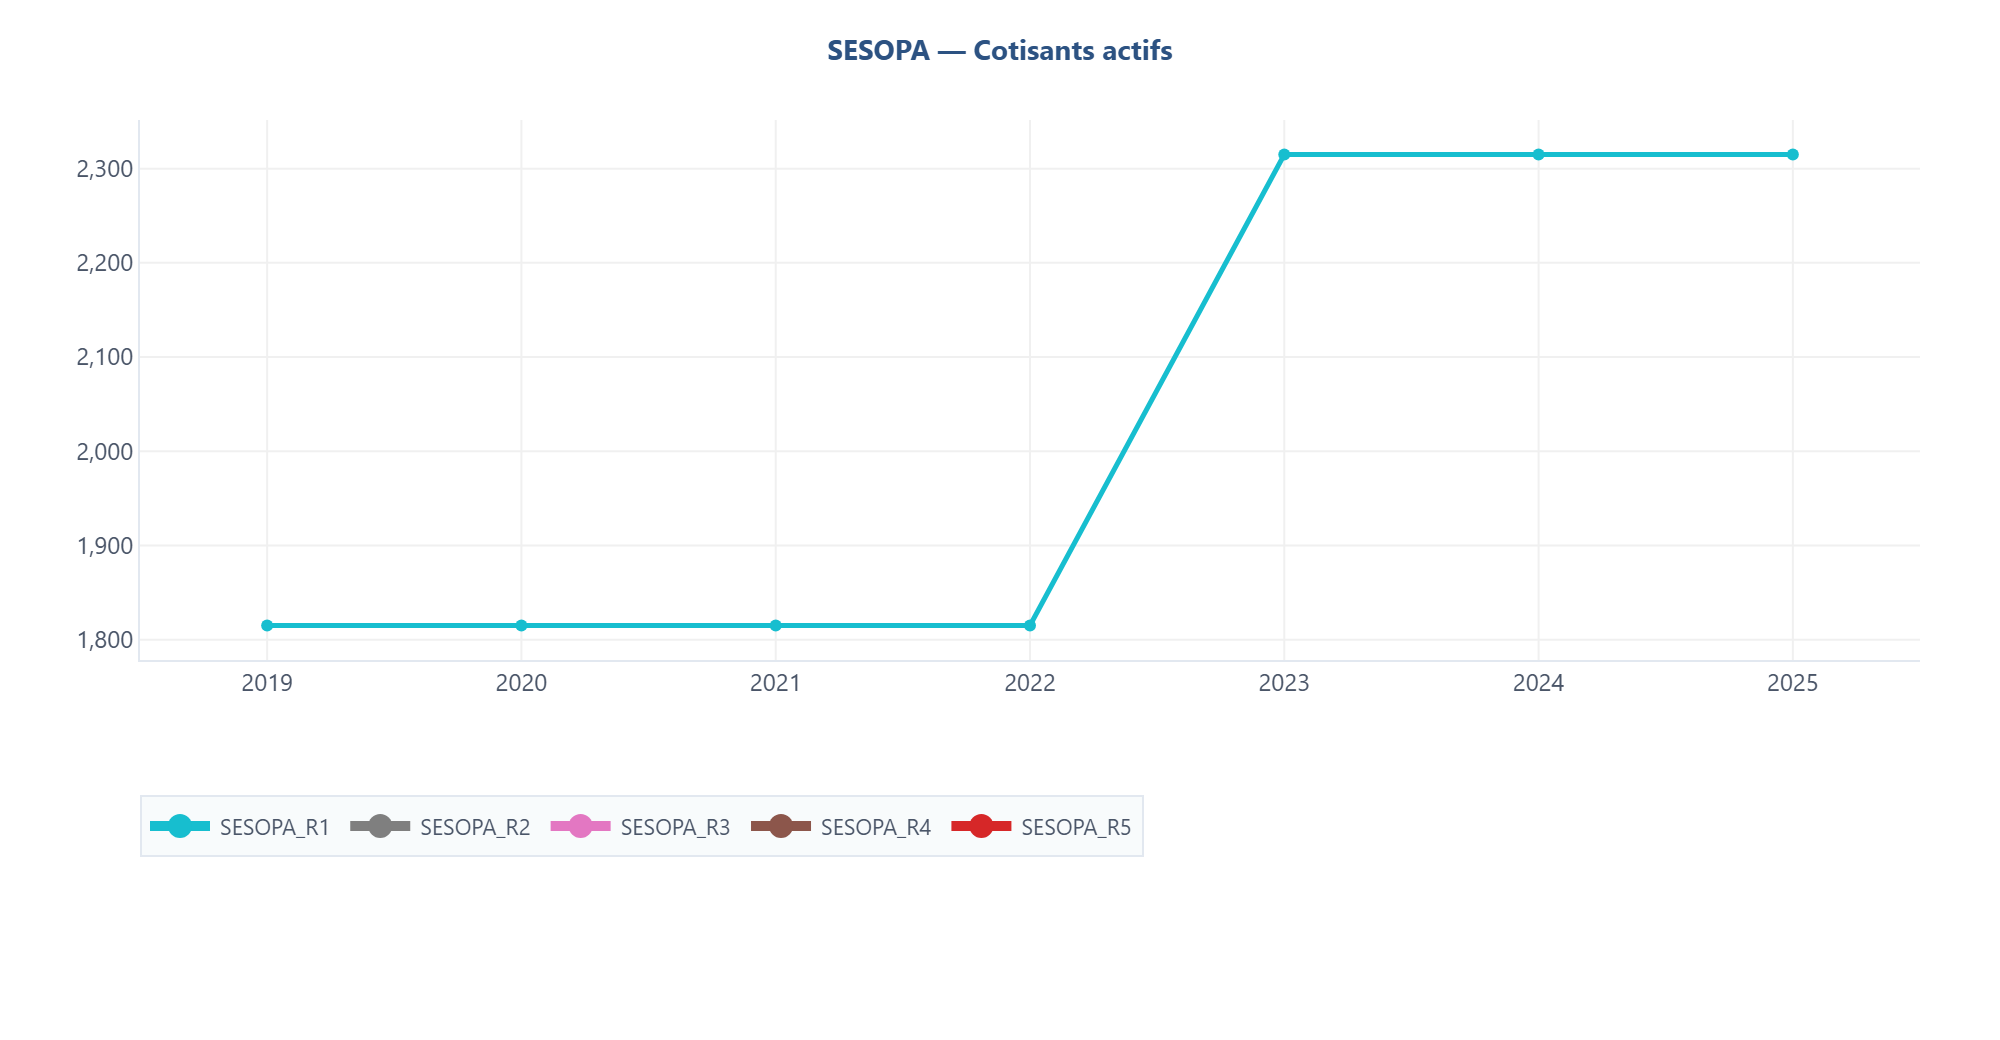 SESOPA — Cotisants actifs
2,300
2,200
2,100
2,000
1,900
1,800
2019 2020 2021 2022 2023 2024 2025
SESOPA_R1 SESOPA_R2 SESOPA_R3 SESOPA_R4 SESOPA_R5